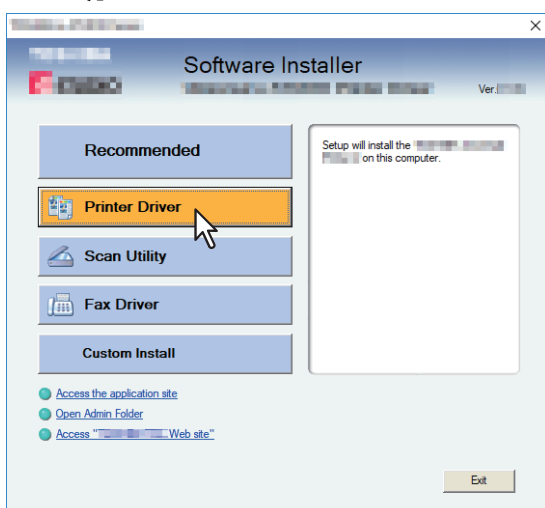 Software Installer
Ver.
Recommended
Setup will install the
on this computer.
Printer Driver
Scan Utility
Fax Driver
Custom Install
Access the application site
Open Admin Folder
Access " Web site"
Exit